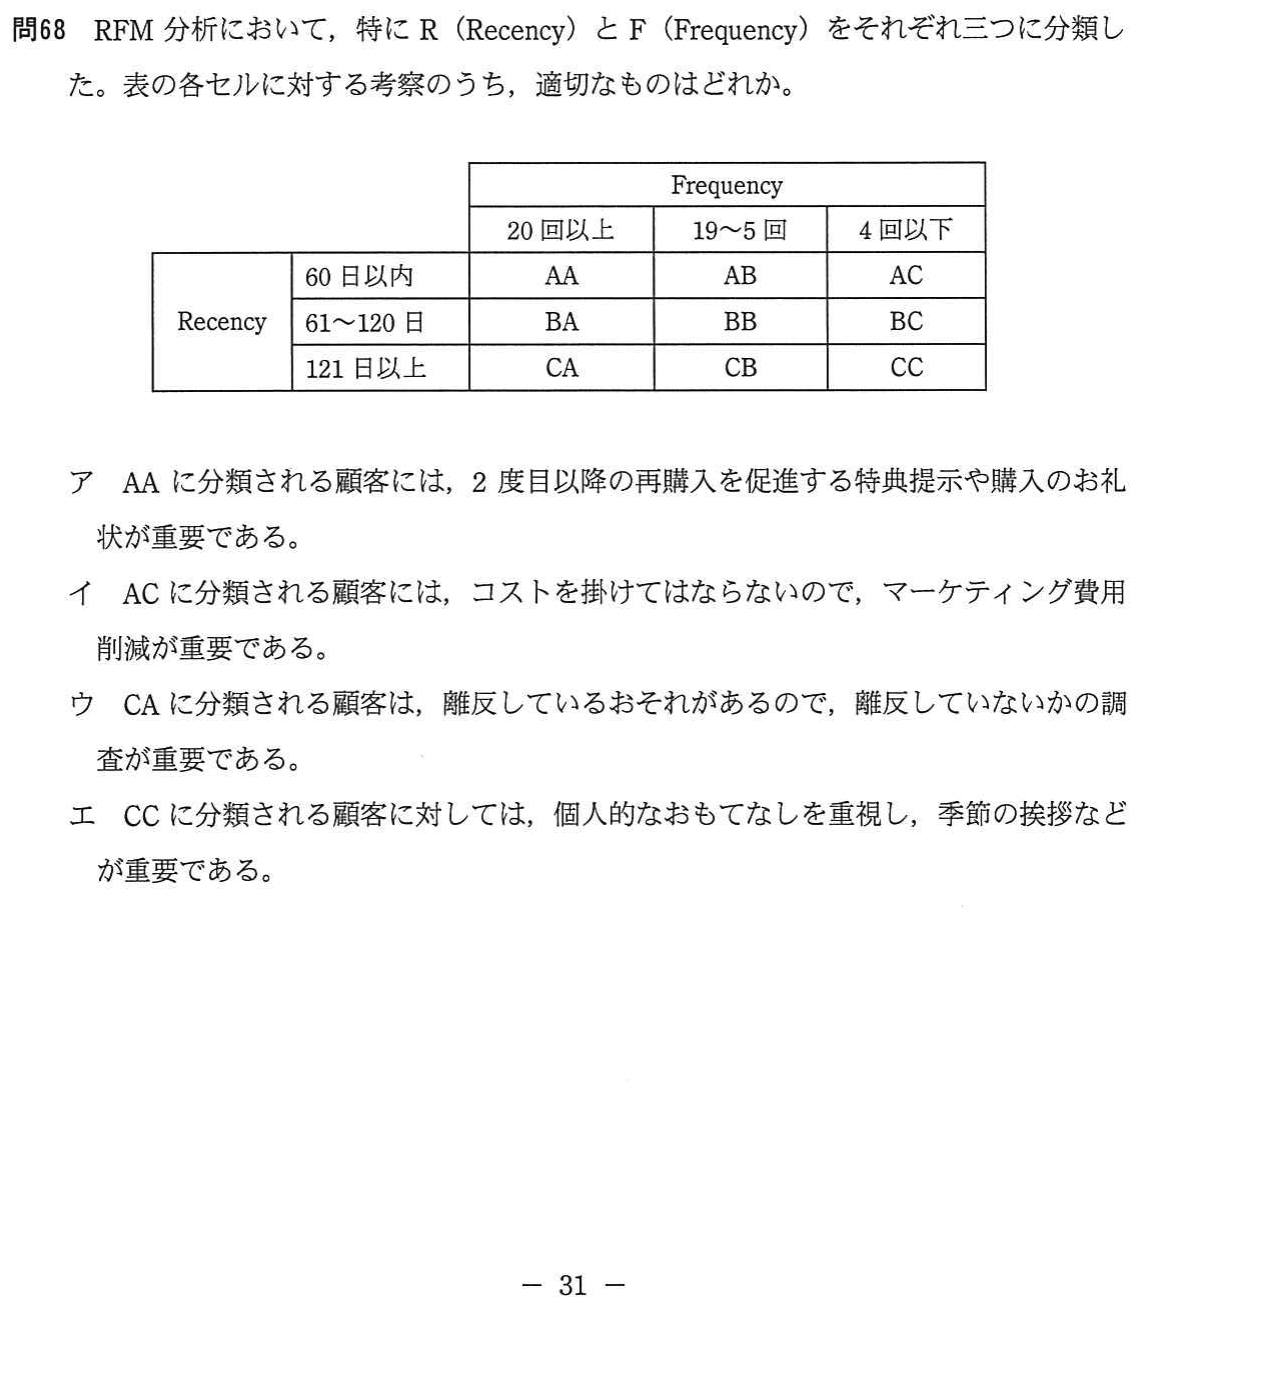 問68 RFM 分析において，特に R（Recency）と F（Frequency）をそれぞれ三つに分類し
た。表の各セルに対する考察のうち，適切なものはどれか。
Frequency
20 回以上 19～5 回 4 回以下
60 日以内 AA AB AC
Recency 61～120 日 BA BB BC
121 日以上 CA CB CC
ア AA に分類される顧客には，2 度目以降の再購入を促進する特典提示や購入のお礼
状が重要である。
イ AC に分類される顧客には，コストを掛けてはならないので，マーケティング費用
削減が重要である。
ウ CA に分類される顧客は，離反しているおそれがあるので，離反していないかの調
査が重要である。
エ CC に分類される顧客に対しては，個人的なおもてなしを重視し，季節の挨拶など
が重要である。
－ 31 －